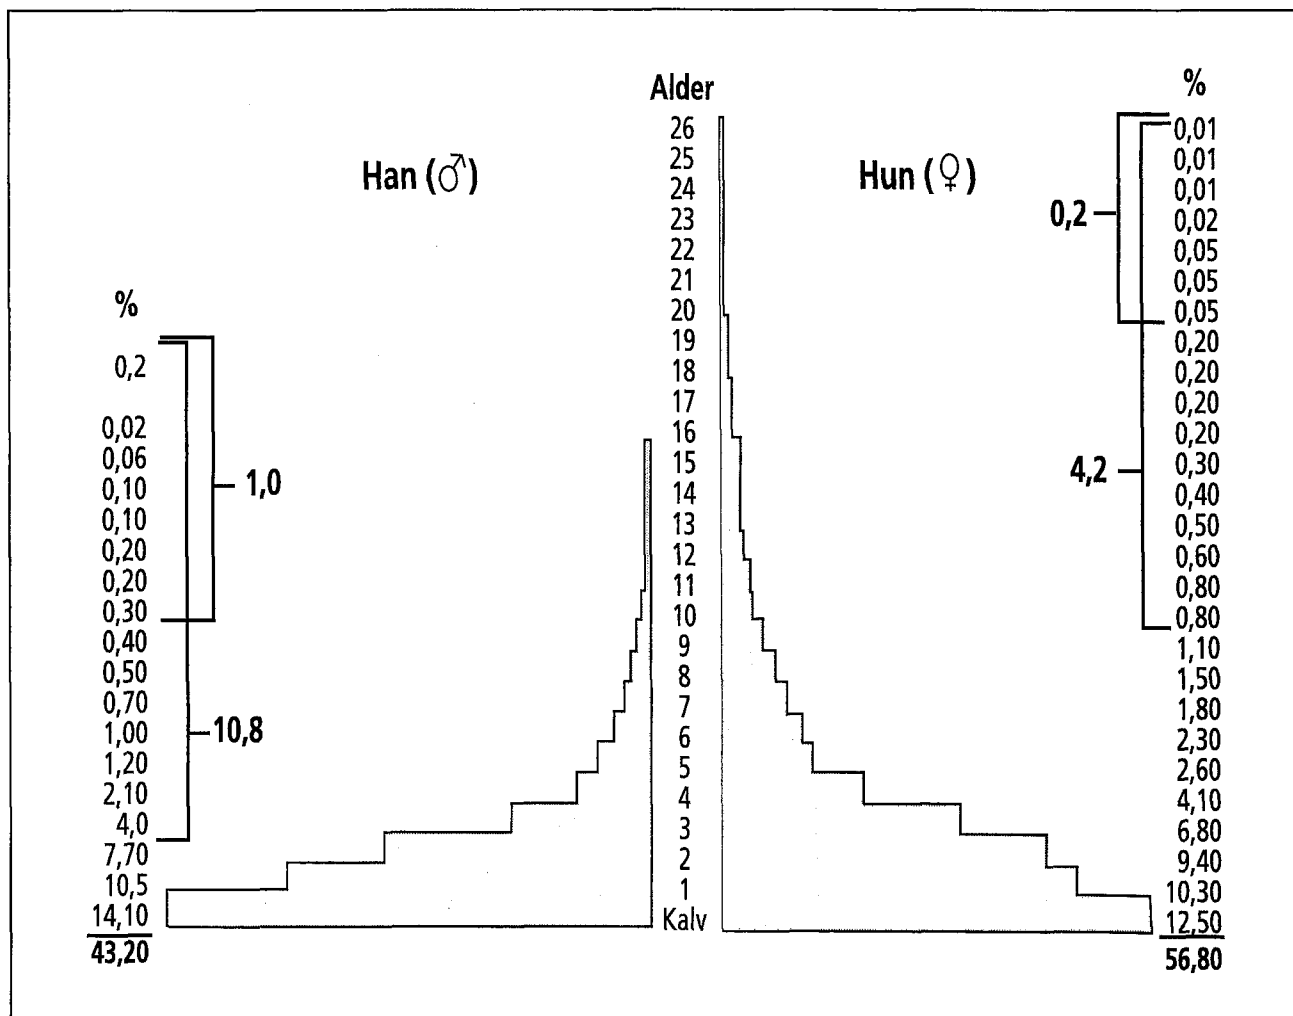 Alder %
26 0,01
25 0,01
Han (♂) Hun (♀)
24 0,01
0,2 23 0,02
22 0,05
21 0,05
% 20 0,05
19 0,20
0,2 18 0,20
17 0,20
0,02 16 0,20
0,06 15 4,2 0,30
0,10 1,0 14 0,40
0,10 13 0,50
0,20 12 0,60
0,20 11 0,80
0,30 10 0,80
0,40 9 1,10
0,50 8 1,50
0,70 7 1,80
1,00 10,8 6 2,30
1,20 5 2,60
2,10 4 4,10
4,0 3 6,80
7,70 2 9,40
10,5 1 10,30
14,10 Kalv 12,50
43,20 56,80